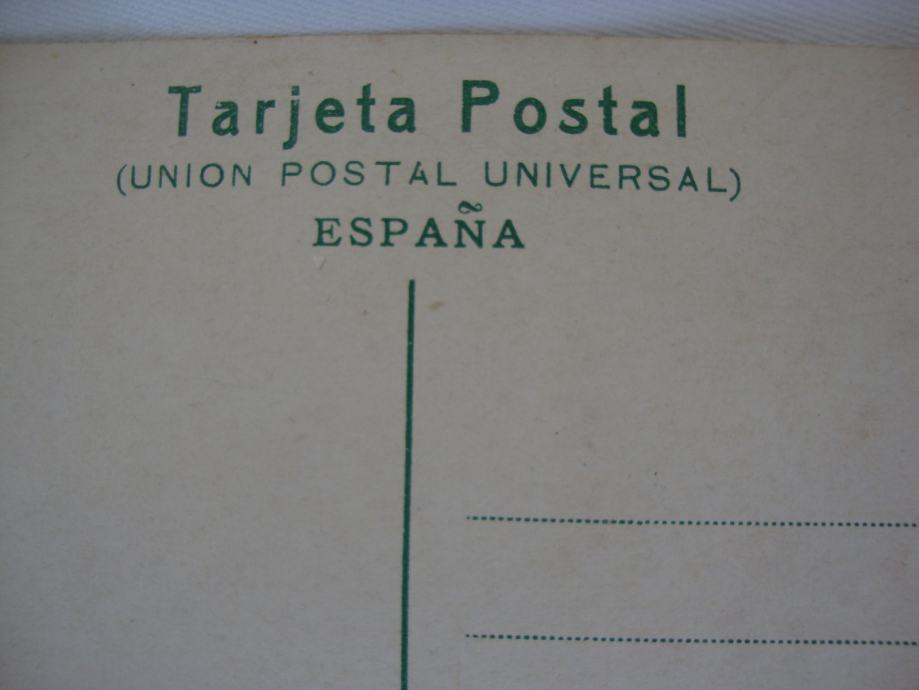 Tarjeta Postal
(UNION POSTAL UNIVERSAL)
ESPAÑA